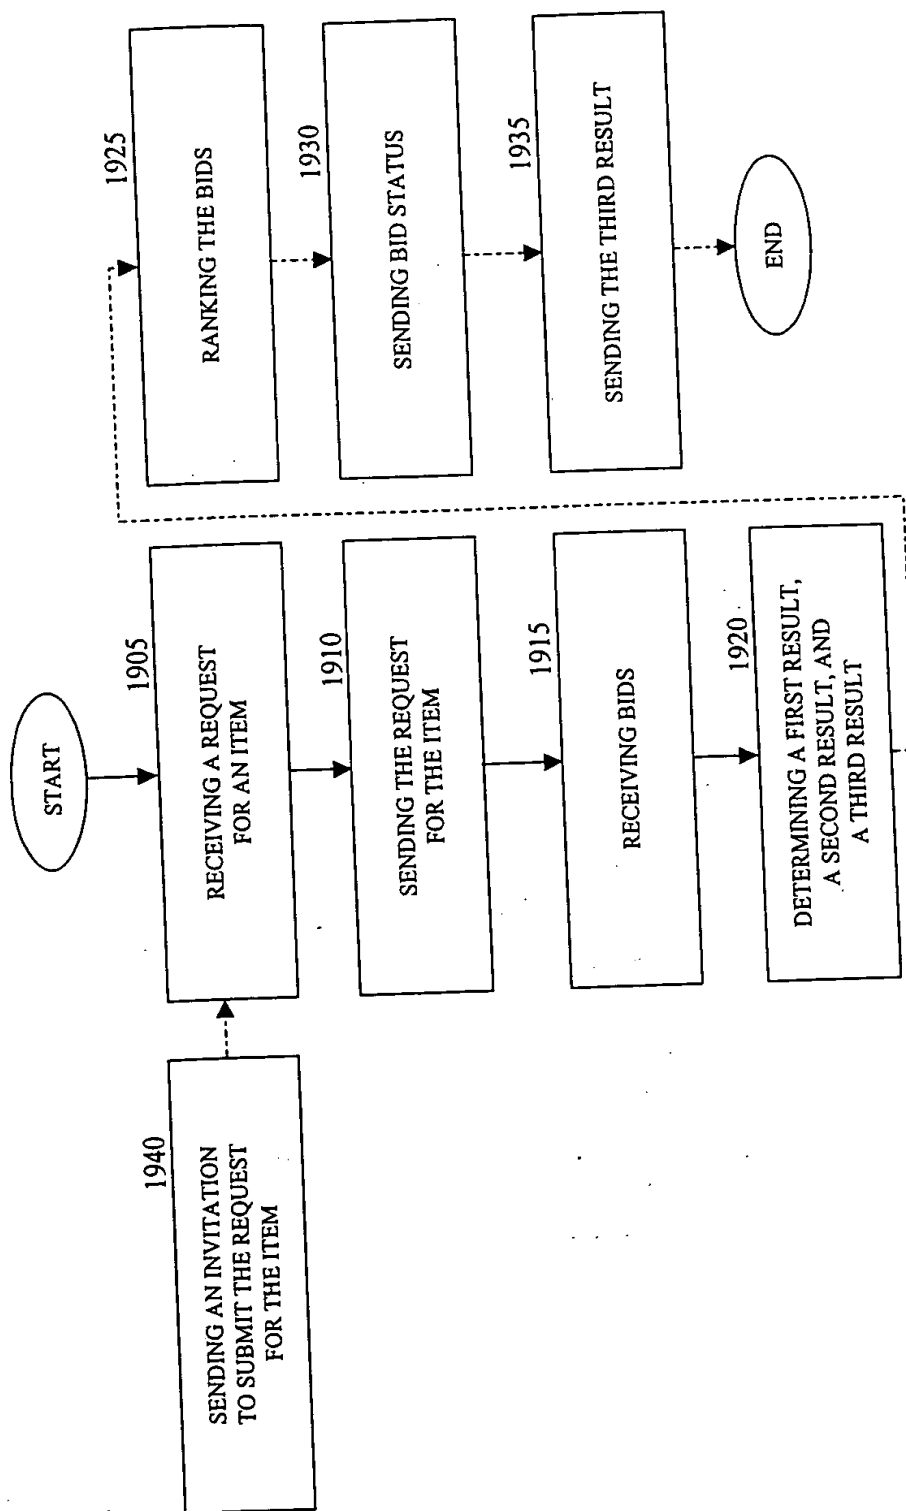 START
1940
SENDING AN INVITATION
TO SUBMIT THE REQUEST
FOR THE ITEM
1905
RECEIVING A REQUEST
FOR AN ITEM
1910
SENDING THE REQUEST
FOR THE ITEM
1915
RECEIVING BIDS
1920
DETERMINING A FIRST RESULT,
A SECOND RESULT, AND
A THIRD RESULT
1925
RANKING THE BIDS
1930
SENDING BID STATUS
1935
SENDING THE THIRD RESULT
END